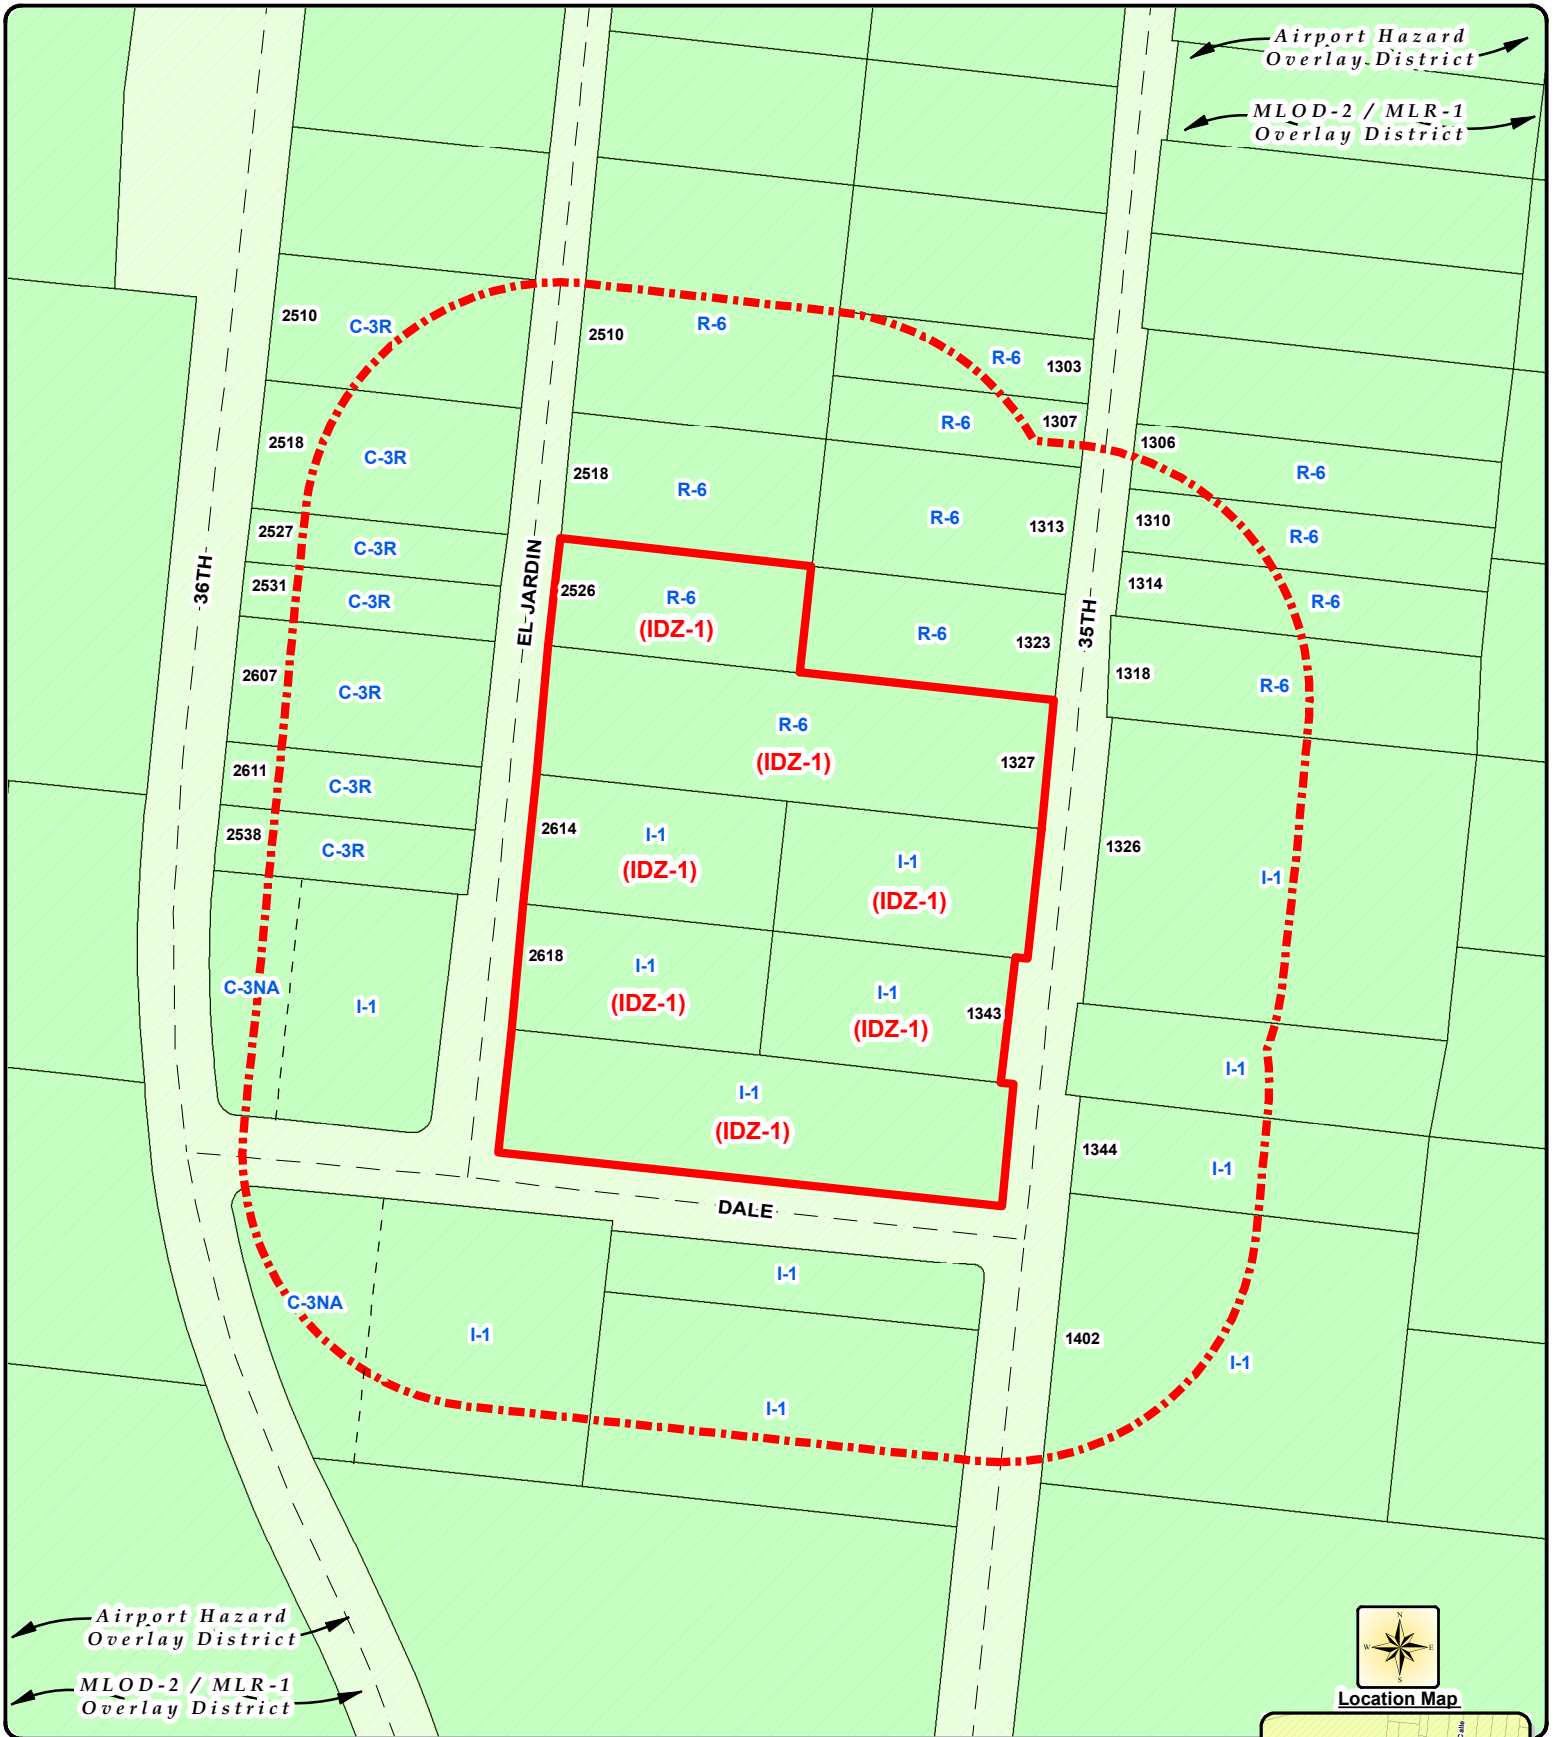 Airport Hazard
Overlay District
MLOD-2 / MLR-1
Overlay District
2510
C-3R
2510
R-6
R-6
1303
R-6
1307
2518
C-3R
2518
R-6
1306
R-6
R-6
1313
1310
R-6
2527
C-3R
2531
C-3R
36TH
EL JARDIN
2526
R-6
(IDZ-1)
R-6
1323
35TH
1314
R-6
2607
C-3R
1318
R-6
R-6
(IDZ-1)
1327
2611
C-3R
2538
C-3R
2614
I-1
(IDZ-1)
I-1
(IDZ-1)
1326
I-1
2618
I-1
(IDZ-1)
I-1
(IDZ-1)
1343
C-3NA
I-1
I-1
I-1
(IDZ-1)
1344
I-1
DALE
C-3NA
I-1
I-1
I-1
1402
I-1
Airport Hazard
Overlay District
MLOD-2 / MLR-1
Overlay District
N
W
E
S
Location Map
Calle